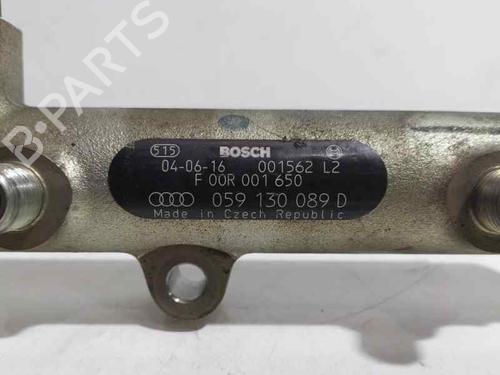 B-PARTS
515 BOSCH
04-06-16 001562 L2
F 00R 001 650
059 130 089 D
Made in Czech Republic